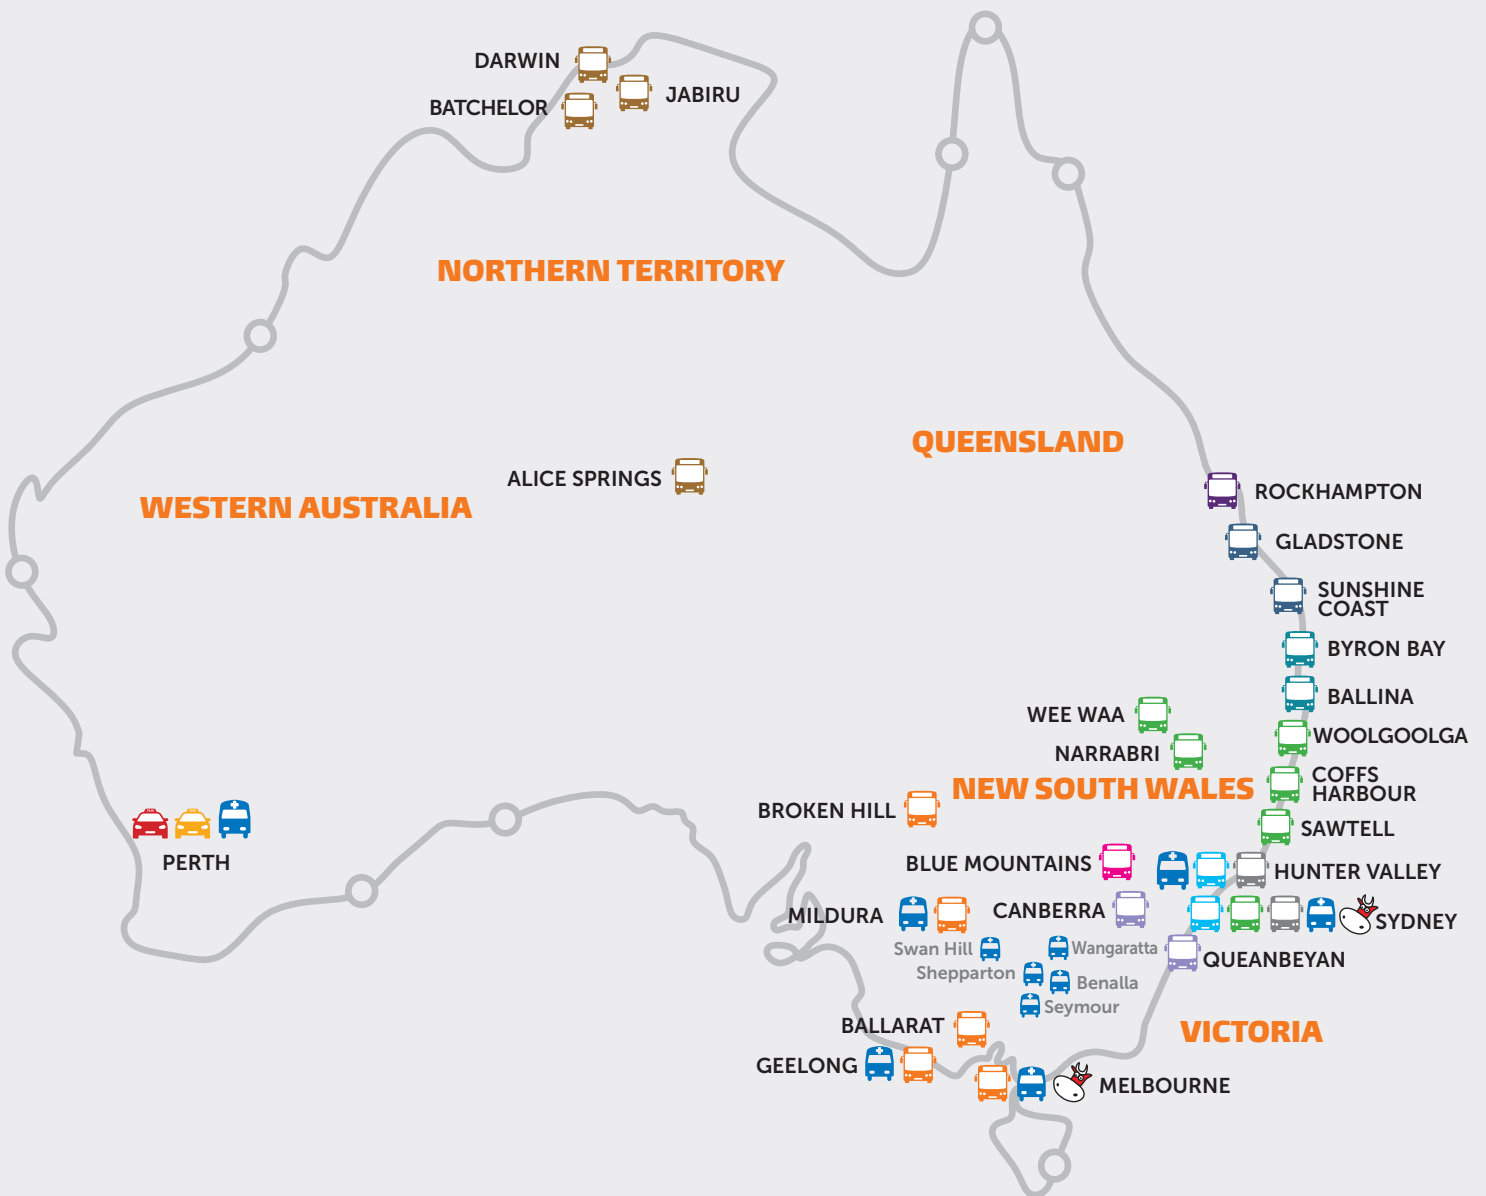 DARWIN
BATCHELOR
JABIRU
NORTHERN TERRITORY
QUEENSLAND
ALICE SPRINGS
WESTERN AUSTRALIA
ROCKHAMPTON
GLADSTONE
SUNSHINE
COAST
BYRON BAY
BALLINA
WEE WAA
WOOLGOOLGA
NARRABRI
COFFS
HARBOUR
NEW SOUTH WALES
BROKEN HILL
SAWTELL
PERTH
BLUE MOUNTAINS
HUNTER VALLEY
MILDURA
CANBERRA
SYDNEY
Swan Hill
Wangaratta
QUEANBEYAN
Shepparton
Benalla
Seymour
BALLARAT
VICTORIA
GEELONG
MELBOURNE